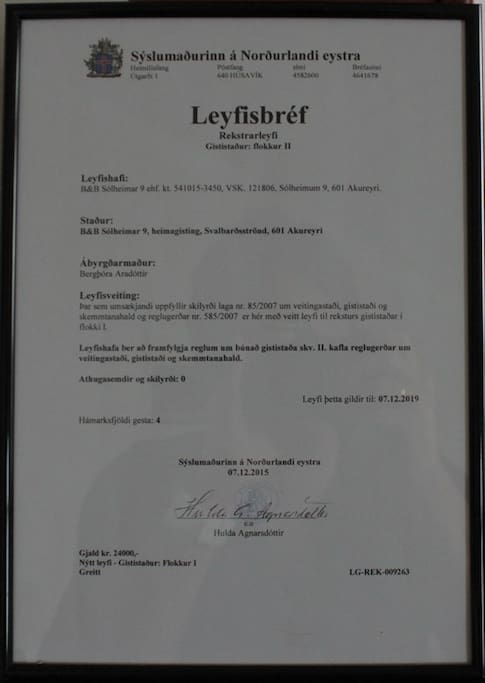 Sýslumaðurinn á Norðurlandi eystra
Heimilisfang Póstfang sími Bréfasími
Útgarði 1 640 HÚSAVÍK 4582600 4641678
Leyfisbréf
Rekstrarleyfi
Gististaður: flokkur II
Leyfishafi:
B&B Sólheimar 9 ehf. kt. 541015-3450, VSK. 121806, Sólheimum 9, 601 Akureyri.
Staður:
B&B Sólheimar 9, heimagisting, Svalbarðsströnd, 601 Akureyri
Ábyrgðarmaður:
Bergþóra Aradóttir
Leyfisveiting:
Þar sem umsækjandi uppfyllir skilyrði laga nr. 85/2007 um veitingastaði, gististaði og
skemmtanahald og reglugerðar nr. 585/2007 er hér með veitt leyfi til reksturs gististaðar í
flokki I.
Leyfishafa ber að framfylgja reglum um búnað gististaða skv. II. kafla reglugerðar um
veitingastaði, gististaði og skemmtanahald.
Athugasemdir og skilyrði: 0
Leyfi þetta gildir til: 07.12.2019
Hámarksfjöldi gesta: 4
Sýslumaðurinn á Norðurlandi eystra
07.12.2015
Hulda G. Agnarsdóttir
e.u
Hulda Agnarsdóttir
Gjald kr. 24000,-
Nýtt leyfi - Gististaður: Flokkur I
Greitt LG-REK-009263